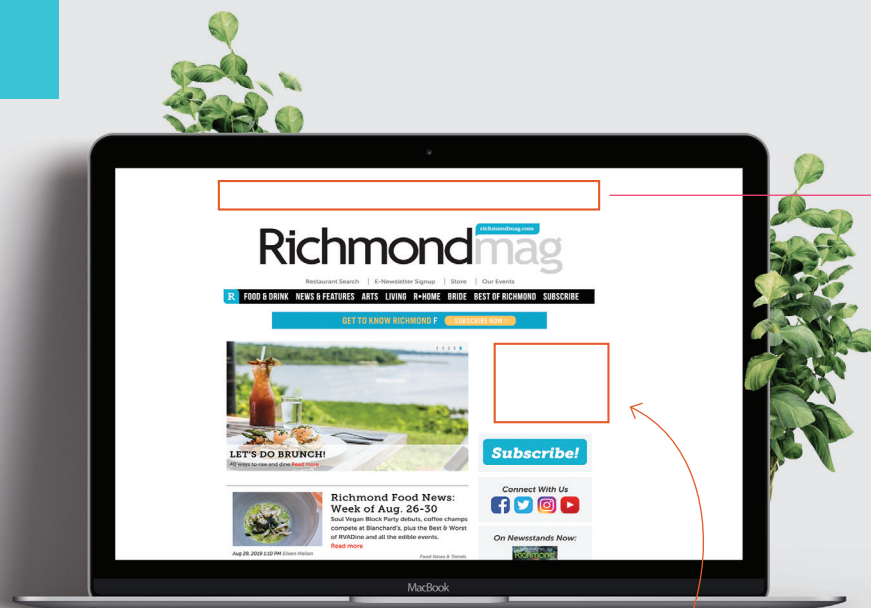 richmondmag.com
Richmondmag
Restaurant Search | E-Newsletter Signup | Store | Our Events
R FOOD & DRINK NEWS & FEATURES ARTS LIVING R•HOME BRIDE BEST OF RICHMOND SUBSCRIBE
GET TO KNOW RICHMOND F SUBSCRIBE NOW >
LET'S DO BRUNCH!
40 ways to rise and dine Read more
Subscribe!
Connect With Us
Richmond Food News:
Week of Aug. 26-30
Soul Vegan Block Party debuts, coffee champs
compete at Blanchard's, plus the Best & Worst
of RVADine and all the edible events.
Read more
Aug 29, 2019 1:10 PM Eileen Mellon
Food News & Trends
On Newsstands Now:
Richmond
MacBook